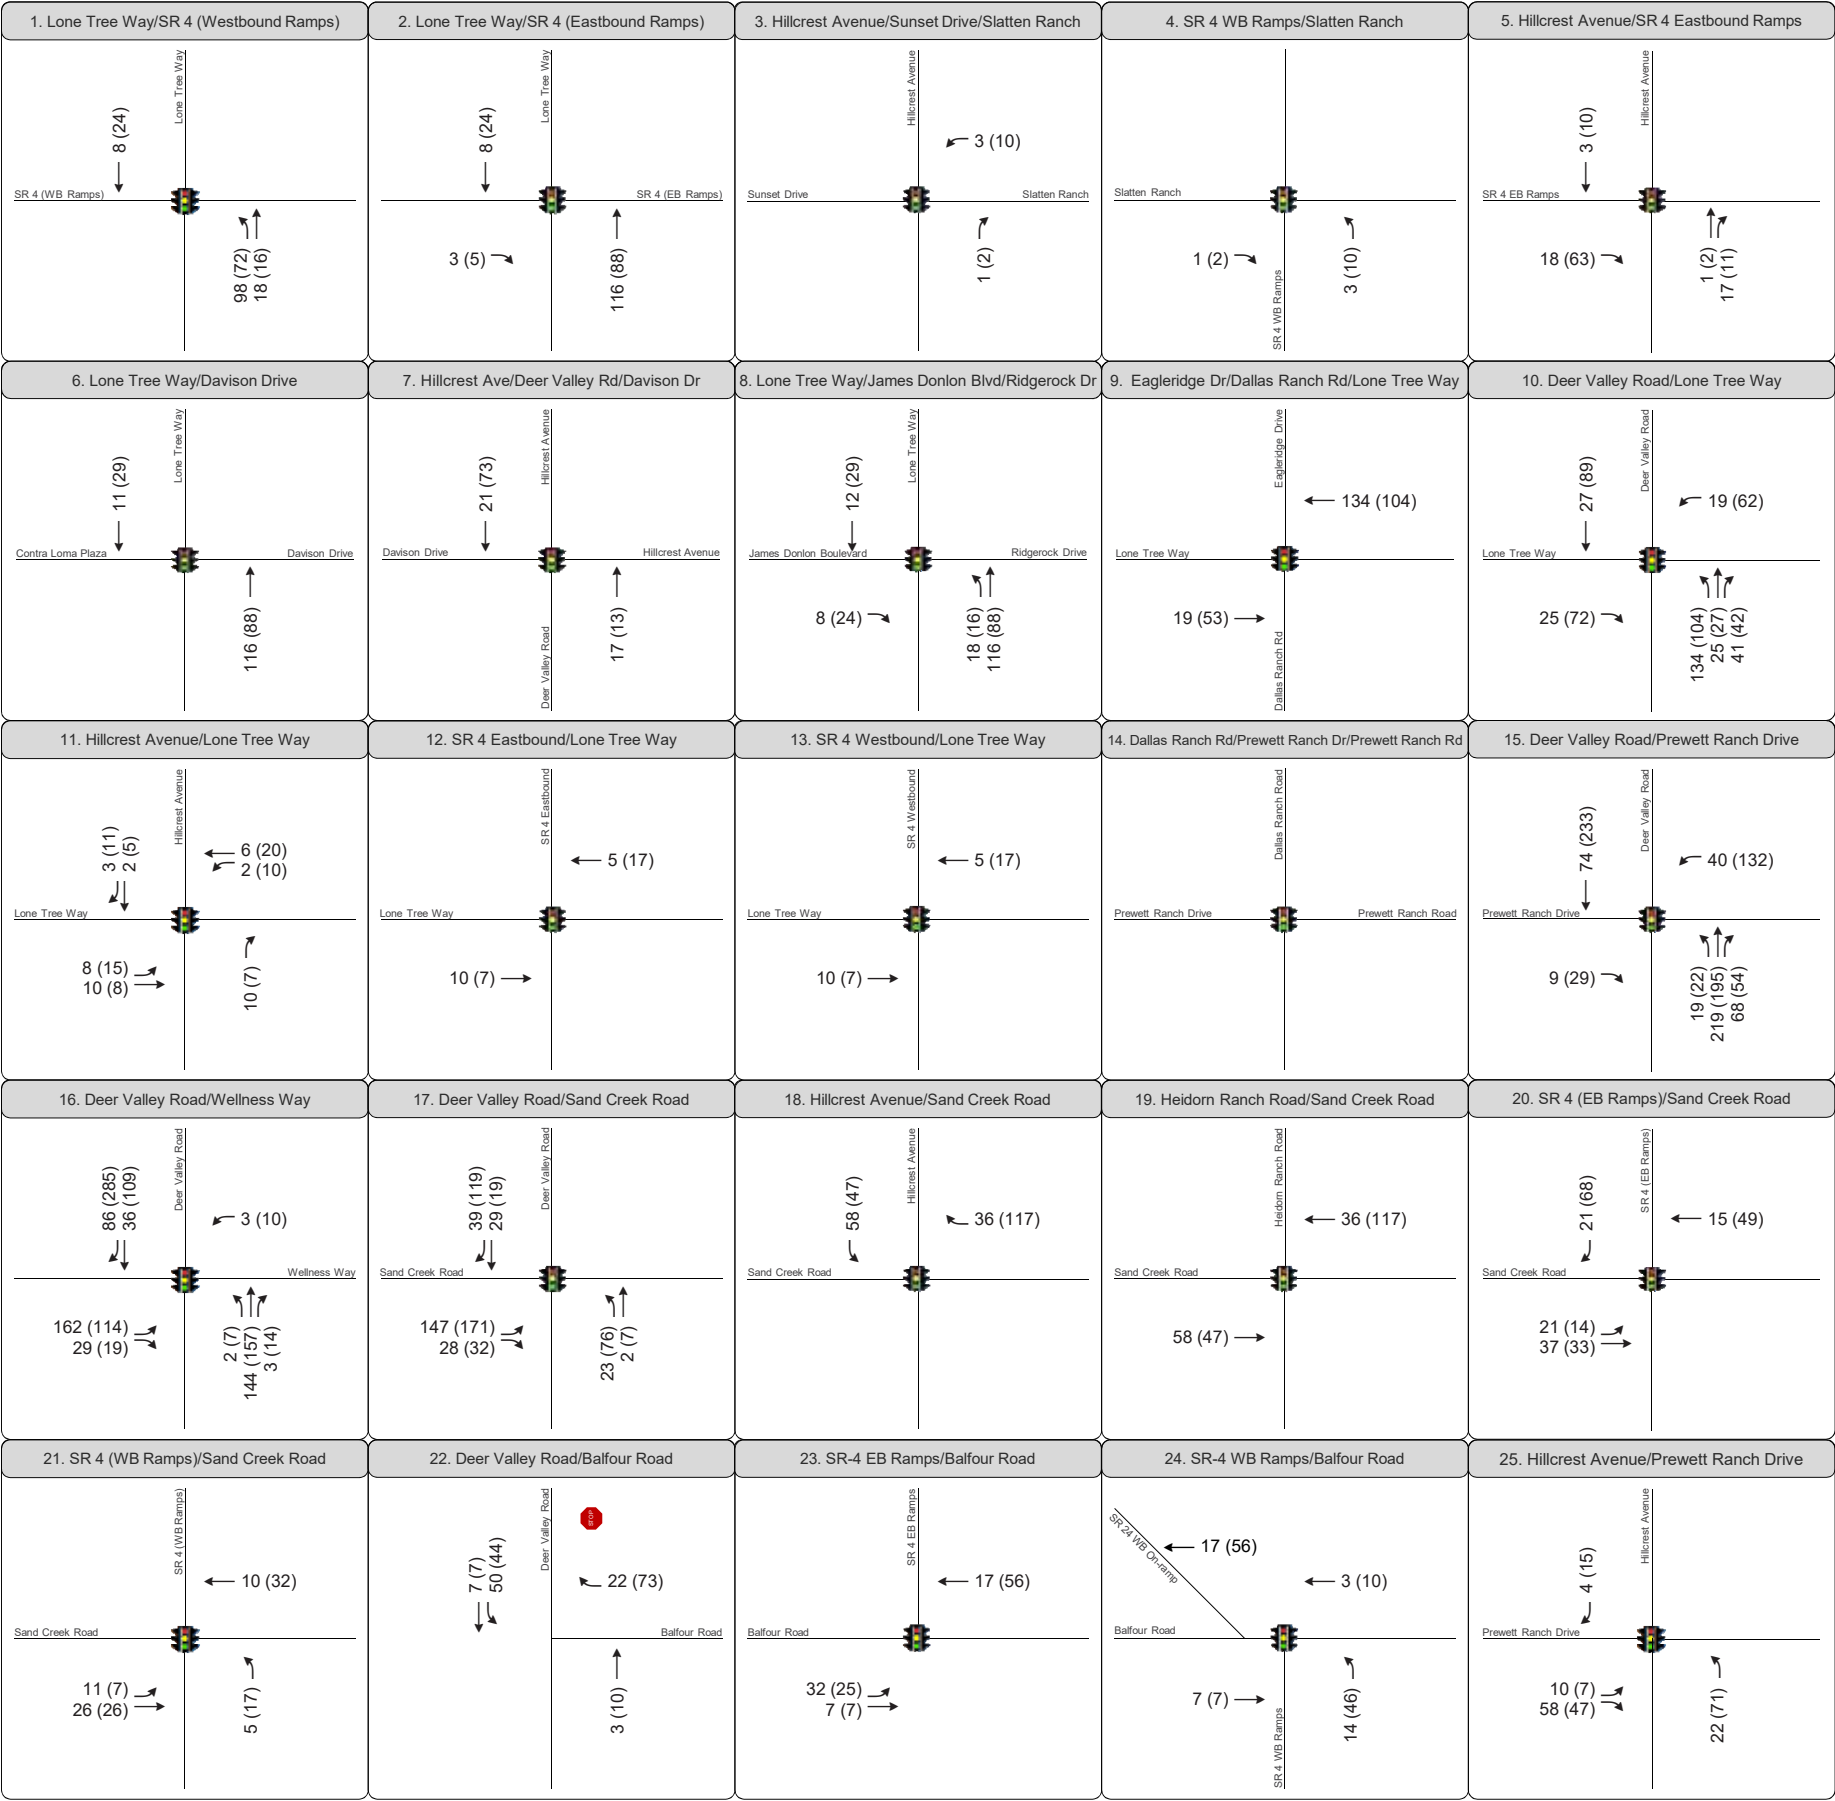 1. Lone Tree Way/SR 4 (Westbound Ramps)
Lone Tree Way
8 (24)
SR 4 (WB Ramps)
98 (72)
18 (16)
2. Lone Tree Way/SR 4 (Eastbound Ramps)
Lone Tree Way
8 (24)
SR 4 (EB Ramps)
3 (5)
116 (88)
3. Hillcrest Avenue/Sunset Drive/Slatten Ranch
Hillcrest Avenue
3 (10)
Sunset Drive
Slatten Ranch
1 (2)
4. SR 4 WB Ramps/Slatten Ranch
Slatten Ranch
1 (2)
SR 4 WB Ramps
3 (10)
5. Hillcrest Avenue/SR 4 Eastbound Ramps
Hillcrest Avenue
3 (10)
SR 4 EB Ramps
18 (63)
1 (2)
17 (11)
6. Lone Tree Way/Davison Drive
Lone Tree Way
11 (29)
Contra Loma Plaza
Davison Drive
116 (88)
7. Hillcrest Ave/Deer Valley Rd/Davison Dr
Hillcrest Avenue
21 (73)
Davison Drive
Hillcrest Avenue
Deer Valley Road
17 (13)
8. Lone Tree Way/James Donlon Blvd/Ridgerock Dr
Lone Tree Way
12 (29)
James Donlon Boulevard
Ridgerock Drive
8 (24)
18 (16)
116 (88)
9. Eagleridge Dr/Dallas Ranch Rd/Lone Tree Way
Eagleridge Drive
134 (104)
Lone Tree Way
19 (53)
Dallas Ranch Rd
10. Deer Valley Road/Lone Tree Way
Deer Valley Road
27 (89)
19 (62)
Lone Tree Way
25 (72)
134 (104)
25 (27)
41 (42)
11. Hillcrest Avenue/Lone Tree Way
Hillcrest Avenue
3 (11)
2 (5)
6 (20)
2 (10)
Lone Tree Way
8 (15)
10 (8)
10 (7)
12. SR 4 Eastbound/Lone Tree Way
SR 4 Eastbound
5 (17)
Lone Tree Way
10 (7)
13. SR 4 Westbound/Lone Tree Way
SR 4 Westbound
5 (17)
Lone Tree Way
10 (7)
14. Dallas Ranch Rd/Prewett Ranch Dr/Prewett Ranch Rd
Dallas Ranch Road
Prewett Ranch Drive
Prewett Ranch Road
15. Deer Valley Road/Prewett Ranch Drive
Deer Valley Road
74 (233)
40 (132)
Prewett Ranch Drive
9 (29)
19 (22)
219 (195)
68 (54)
16. Deer Valley Road/Wellness Way
Deer Valley Road
86 (285)
36 (109)
3 (10)
Wellness Way
162 (114)
29 (19)
2 (7)
144 (157)
3 (14)
17. Deer Valley Road/Sand Creek Road
Deer Valley Road
39 (119)
29 (19)
Sand Creek Road
147 (171)
28 (32)
23 (76)
2 (7)
18. Hillcrest Avenue/Sand Creek Road
Hillcrest Avenue
58 (47)
36 (117)
Sand Creek Road
19. Heidorn Ranch Road/Sand Creek Road
Heidorn Ranch Road
36 (117)
Sand Creek Road
58 (47)
20. SR 4 (EB Ramps)/Sand Creek Road
SR 4 (EB Ramps)
21 (68)
15 (49)
Sand Creek Road
21 (14)
37 (33)
21. SR 4 (WB Ramps)/Sand Creek Road
SR 4 (WB Ramps)
10 (32)
Sand Creek Road
11 (7)
26 (26)
5 (17)
22. Deer Valley Road/Balfour Road
Deer Valley Road
STOP
7 (7)
50 (44)
22 (73)
Balfour Road
3 (10)
23. SR-4 EB Ramps/Balfour Road
SR 4 EB Ramps
17 (56)
Balfour Road
32 (25)
7 (7)
24. SR-4 WB Ramps/Balfour Road
SR 24 WB On-ramp
17 (56)
3 (10)
Balfour Road
7 (7)
SR 4 WB Ramps
14 (46)
25. Hillcrest Avenue/Prewett Ranch Drive
Hillcrest Avenue
4 (15)
Prewett Ranch Drive
10 (7)
58 (47)
22 (71)